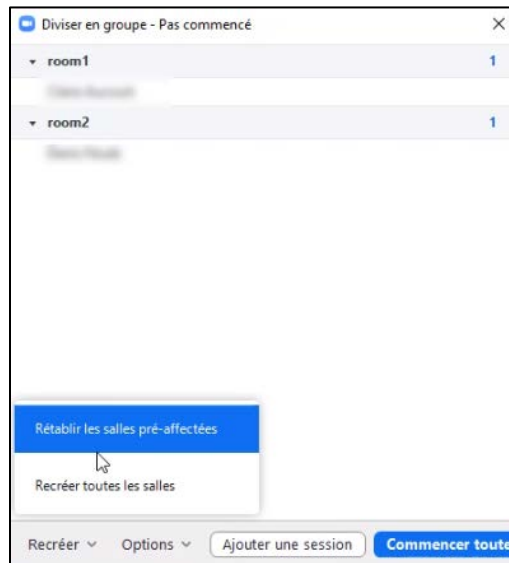 Diviser en groupe - Pas commencé
room1 1
room2 1
Rétablir les salles pré-affectées
Recréer toutes les salles
Recréer Options Ajouter une session Commencer toute